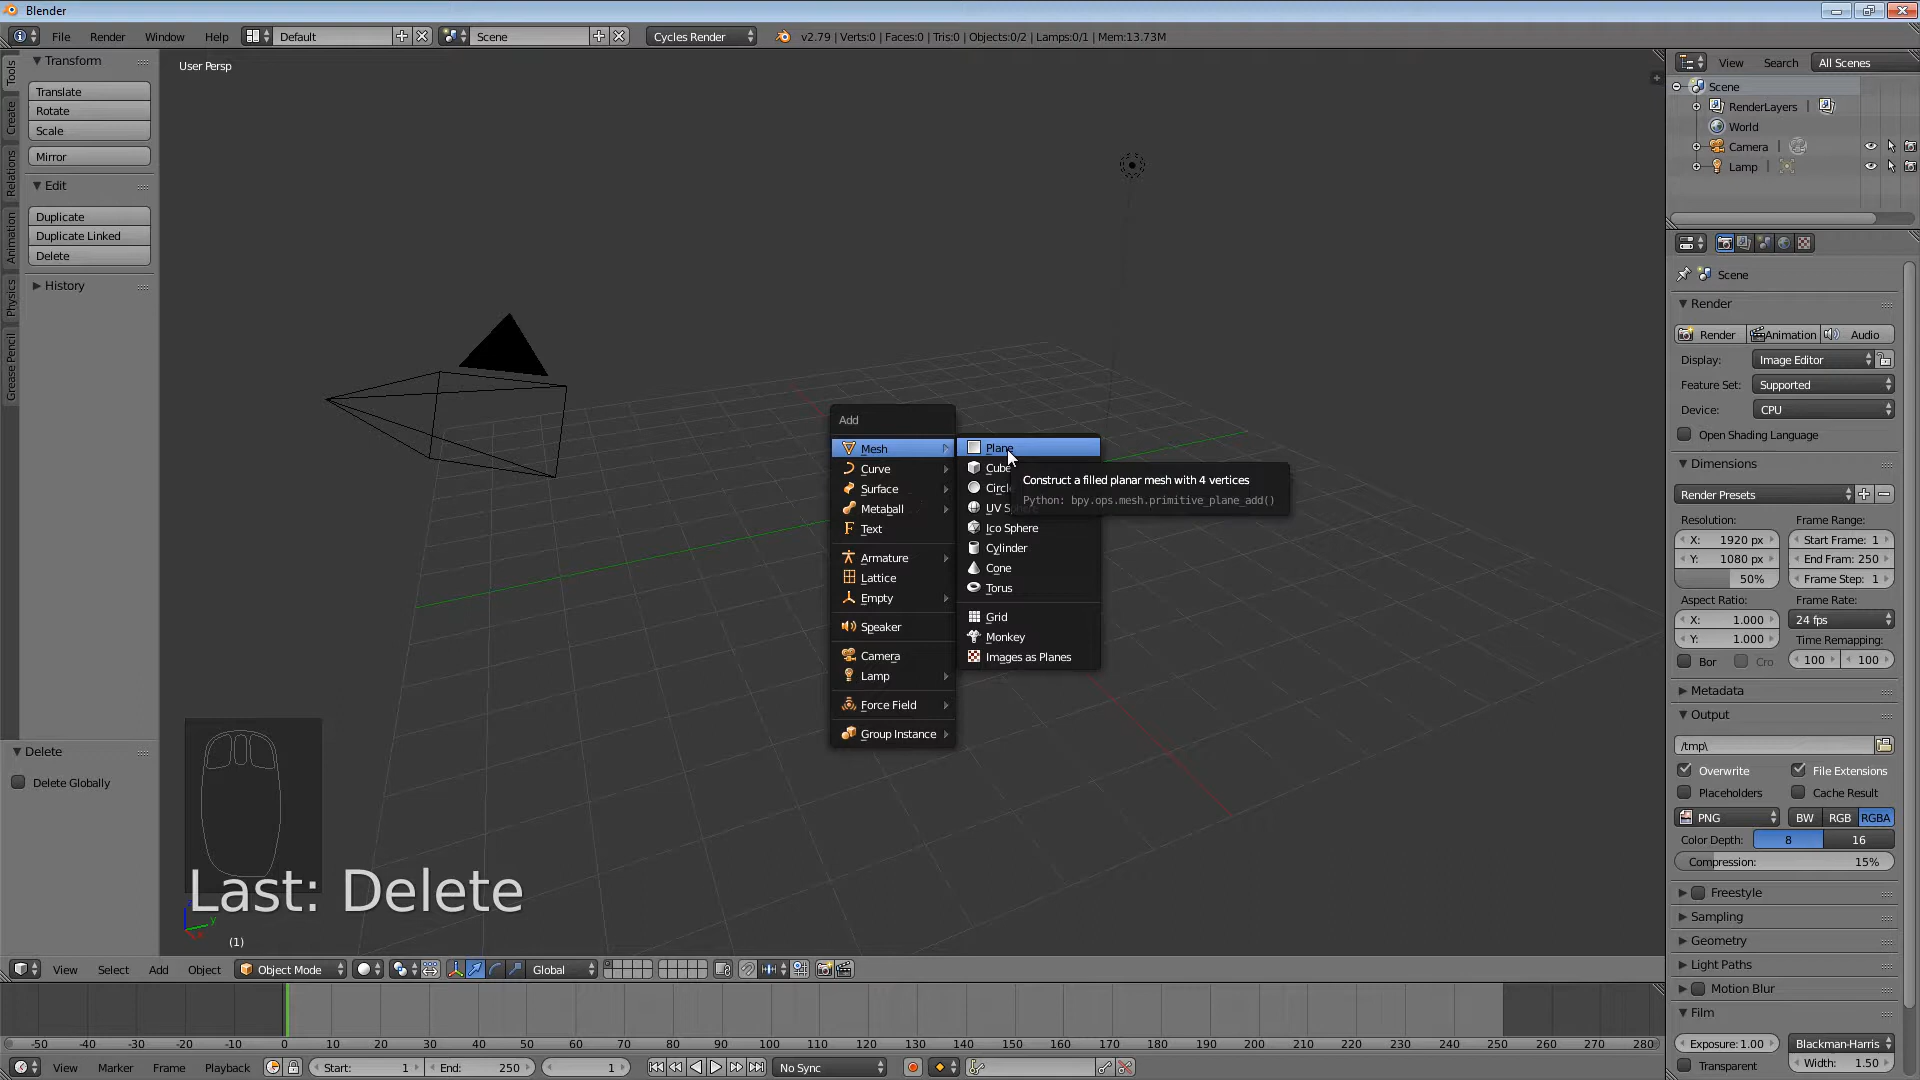 Blender
File Render Window Help Default Scene Cycles Render v2.79 | Verts:0 | Faces:0 | Tris:0 | Objects:0/2 | Lamps:0/1 | Mem:13.73M
Tools
Create
Relations
Animation
Physics
Grease Pencil
Transform
Translate
Rotate
Scale
Mirror
Edit
Duplicate
Duplicate Linked
Delete
History
Delete
Delete Globally
User Persp
Add
Mesh
Curve
Surface
Metaball
Text
Armature
Lattice
Empty
Speaker
Camera
Lamp
Force Field
Group Instance
Plane
Cube
Circle
Ico Sphere
Cylinder
Cone
Torus
Grid
Monkey
Images as Planes
Construct a filled planar mesh with 4 vertices
Python: bpy.ops.mesh.primitive_plane_add()
Last: Delete
y
(1)
View Search All Scenes
Scene
RenderLayers |
World
Camera |
Lamp |
Scene
Render
Render Animation Audio
Display: Image Editor
Feature Set: Supported
Device: CPU
Open Shading Language
Dimensions
Render Presets
Resolution: Frame Range:
X: 1920 px Start Frame: 1
Y: 1080 px End Fram: 250
50% Frame Step: 1
Aspect Ratio: Frame Rate:
X: 1.000 24 fps
Y: 1.000 Time Remapping:
Bor Cro 100 100
Metadata
Output
/tmp\
Overwrite File Extensions
Placeholders Cache Result
PNG BW RGB RGBA
Color Depth: 8 16
Compression: 15%
Freestyle
Sampling
Geometry
Light Paths
Motion Blur
Film
Exposure: 1.00 Blackman-Harris
Transparent Width: 1.50
View Select Add Object Object Mode Global
-50 -40 -30 -20 -10 0 10 20 30 40 50 60 70 80 90 100 110 120 130 140 150 160 170 180 190 200 210 220 230 240 250 260 270 280
View Marker Frame Playback Start: 1 End: 250 1 No Sync